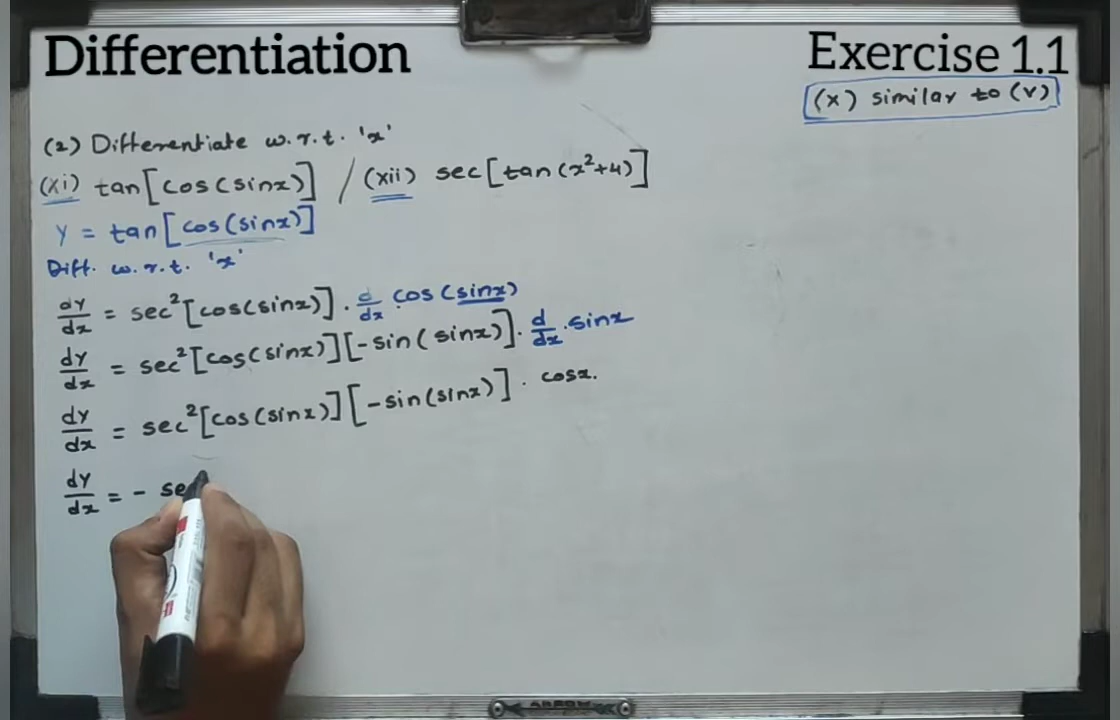 Differentiation
Exercise 1.1
(x) similar to (v)
(2) Differentiate w.r.t. 'x'
(xi) tan[cos(sinx)] / (xii) sec[tan(x²+4)]
y = tan[cos(sinx)]
Diff. w.r.t. 'x'
dy/dx = sec²[cos(sinx)] . d/dx cos(sinx)
dy/dx = sec²[cos(sinx)][-sin(sinx)] . d/dx . sinx
dy/dx = sec²[cos(sinx)][-sin(sinx)] . cosx.
dy/dx = - se